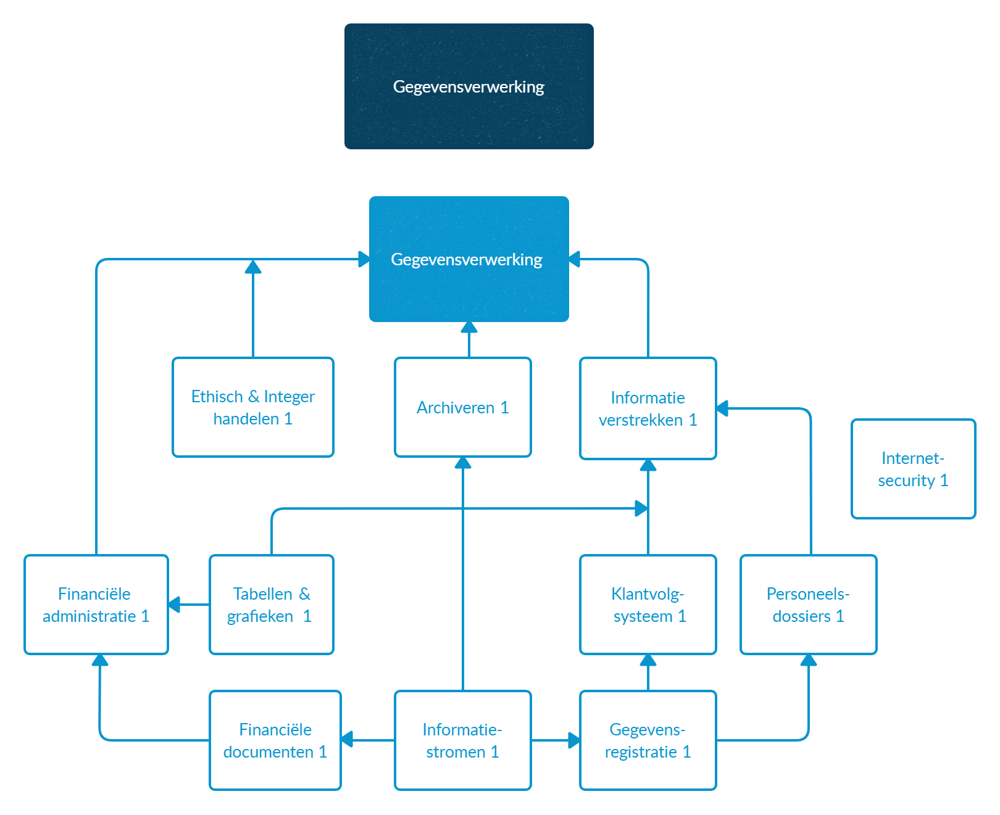 Gegevensverwerking
Gegevensverwerking
Ethisch & Integer
handelen 1
Archiveren 1
Informatie
verstrekken 1
Internet-
security 1
Financiële
administratie 1
Tabellen &
grafieken 1
Klantvolg-
systeem 1
Personeels-
dossiers 1
Financiële
documenten 1
Informatie-
stromen 1
Gegevens-
registratie 1